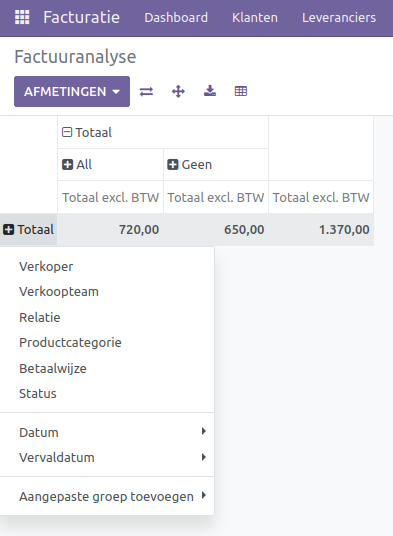 Facturatie Dashboard Klanten Leveranciers
Factuuranalyse
AFMETINGEN
Totaal
All Geen
Totaal excl. BTW Totaal excl. BTW Totaal excl. BTW
Totaal 720,00 650,00 1.370,00
Verkoper
Verkoopteam
Relatie
Productcategorie
Betaalwijze
Status
Datum
Vervaldatum
Aangepaste groep toevoegen